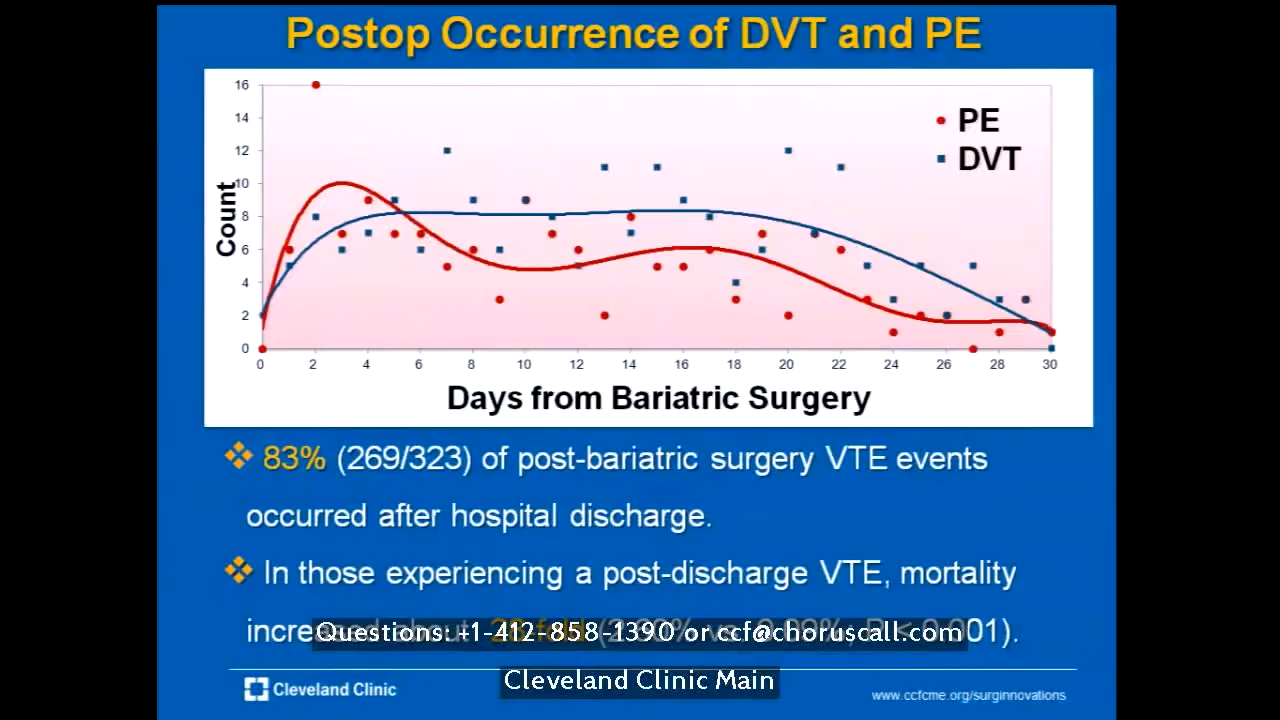 Postop Occurrence of DVT and PE
16
14
12
10
8
6
4
2
0
Count
PE
DVT
0 2 4 6 8 10 12 14 16 18 20 22 24 26 28 30
Days from Bariatric Surgery
83% (269/323) of post-bariatric surgery VTE events
occurred after hospital discharge.
In those experiencing a post-discharge VTE, mortality
increased about
Questions: +1-412-858-1390 or ccf@choruscall.com
Cleveland Clinic Main
Cleveland Clinic
www.ccfcme.org/surginnovations